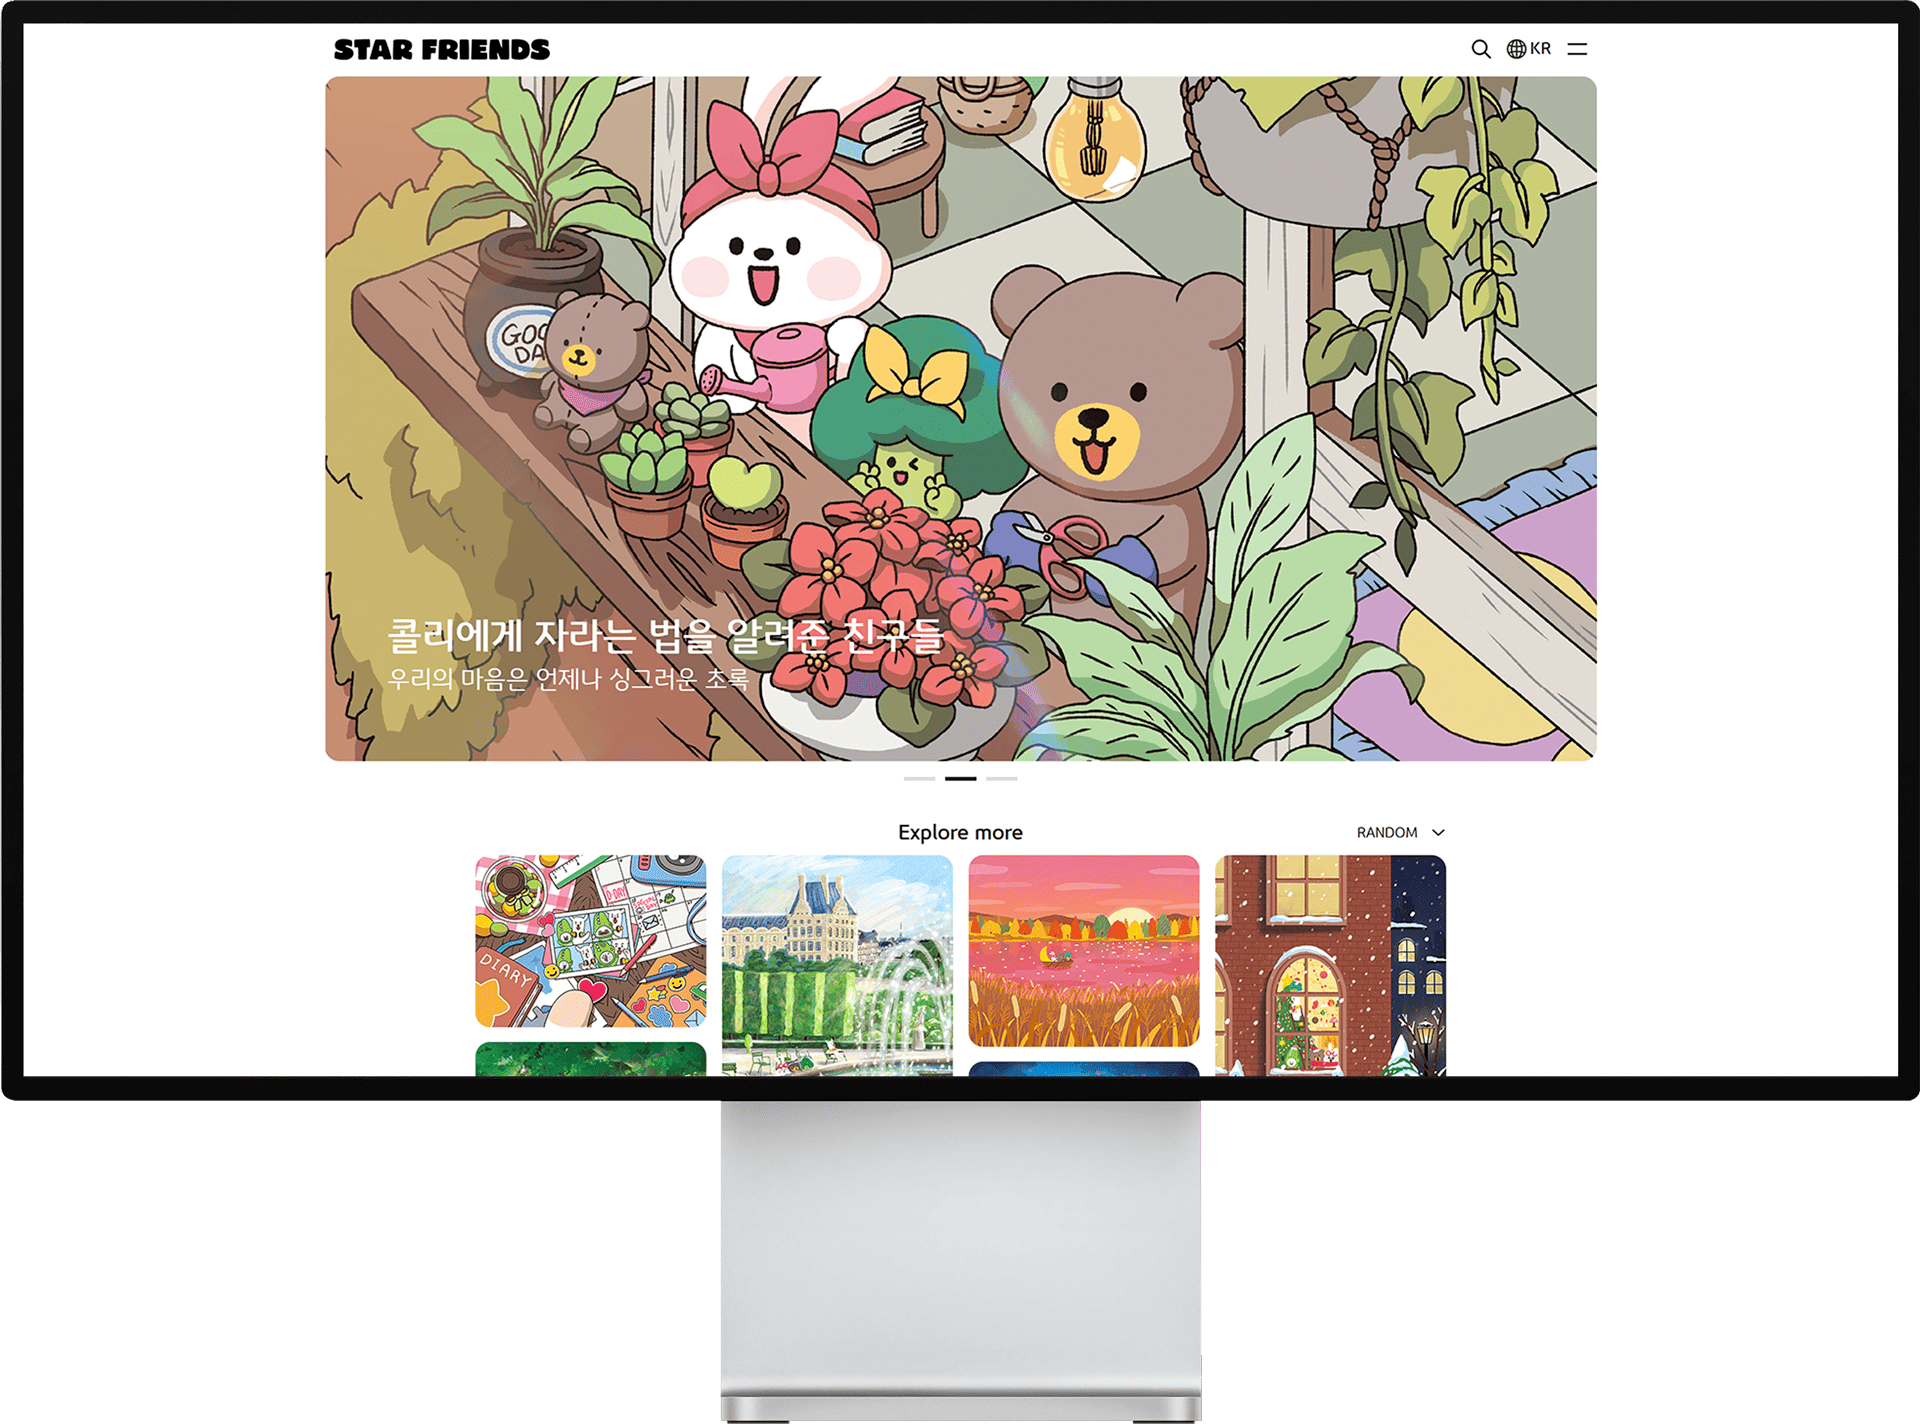 STAR FRIENDS
KR
GOO
DA
콜리에게 자라는 법을 알려준 친구들
우리의 마음은 언제나 싱그러운 초록
Explore more
RANDOM
D-DAY
DIARY